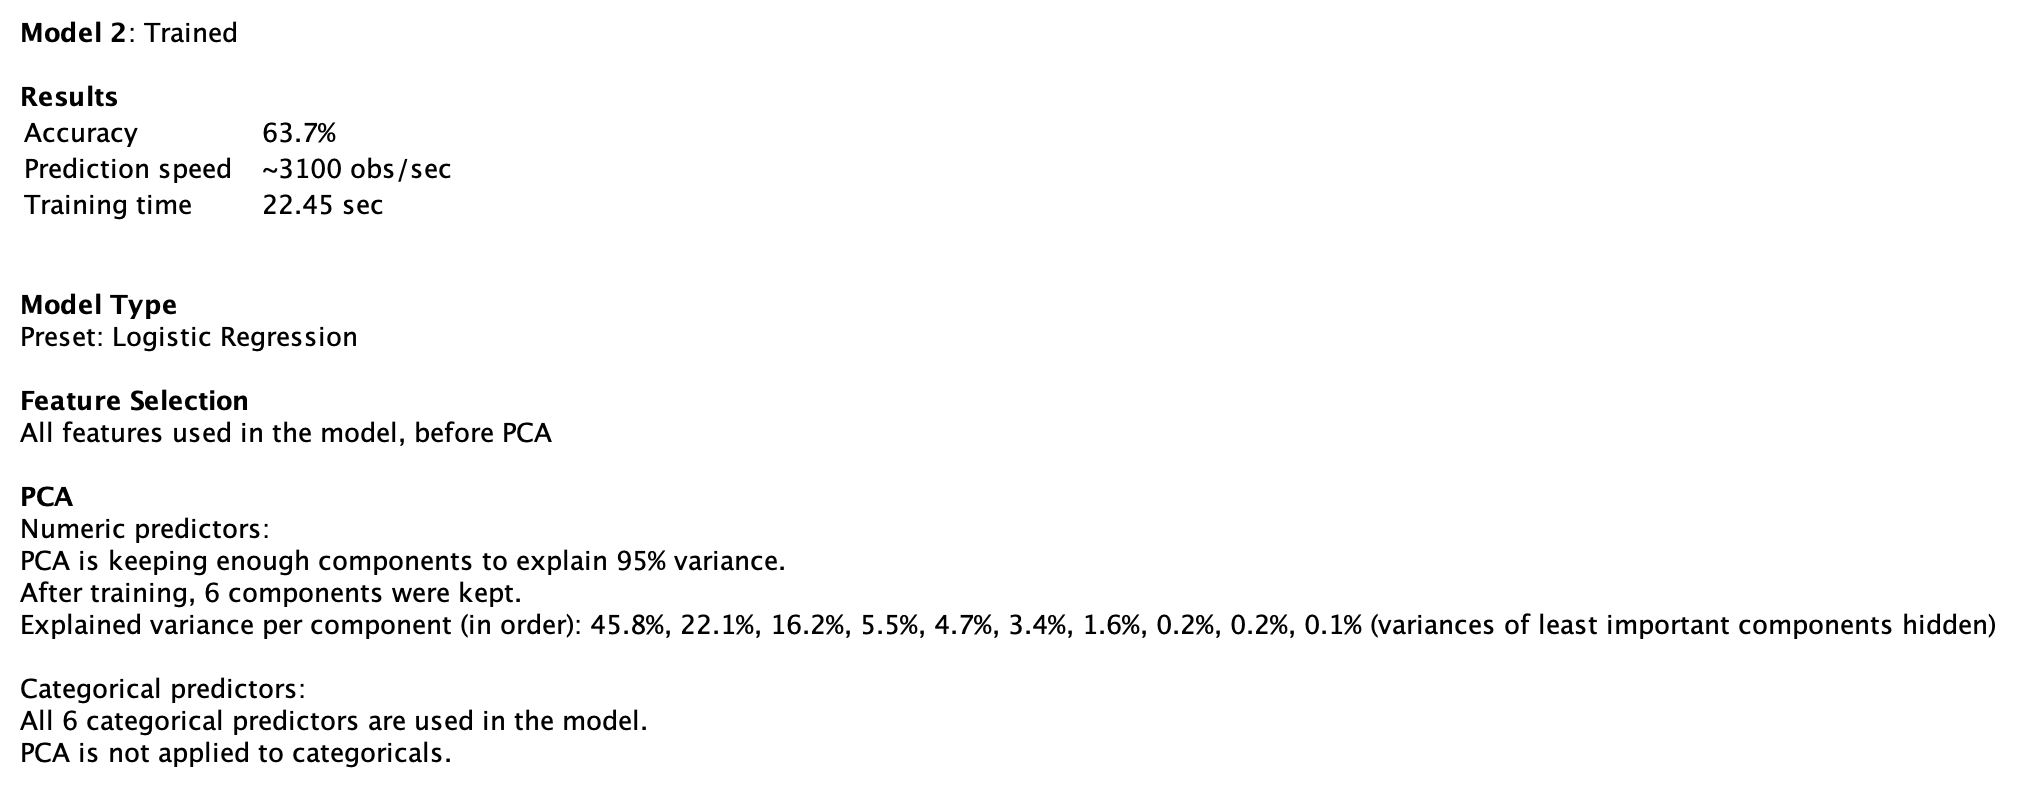 Model 2: Trained
Results
Accuracy 63.7%
Prediction speed ~3100 obs/sec
Training time 22.45 sec
Model Type
Preset: Logistic Regression
Feature Selection
All features used in the model, before PCA
PCA
Numeric predictors:
PCA is keeping enough components to explain 95% variance.
After training, 6 components were kept.
Explained variance per component (in order): 45.8%, 22.1%, 16.2%, 5.5%, 4.7%, 3.4%, 1.6%, 0.2%, 0.2%, 0.1% (variances of least important components hidden)
Categorical predictors:
All 6 categorical predictors are used in the model.
PCA is not applied to categoricals.